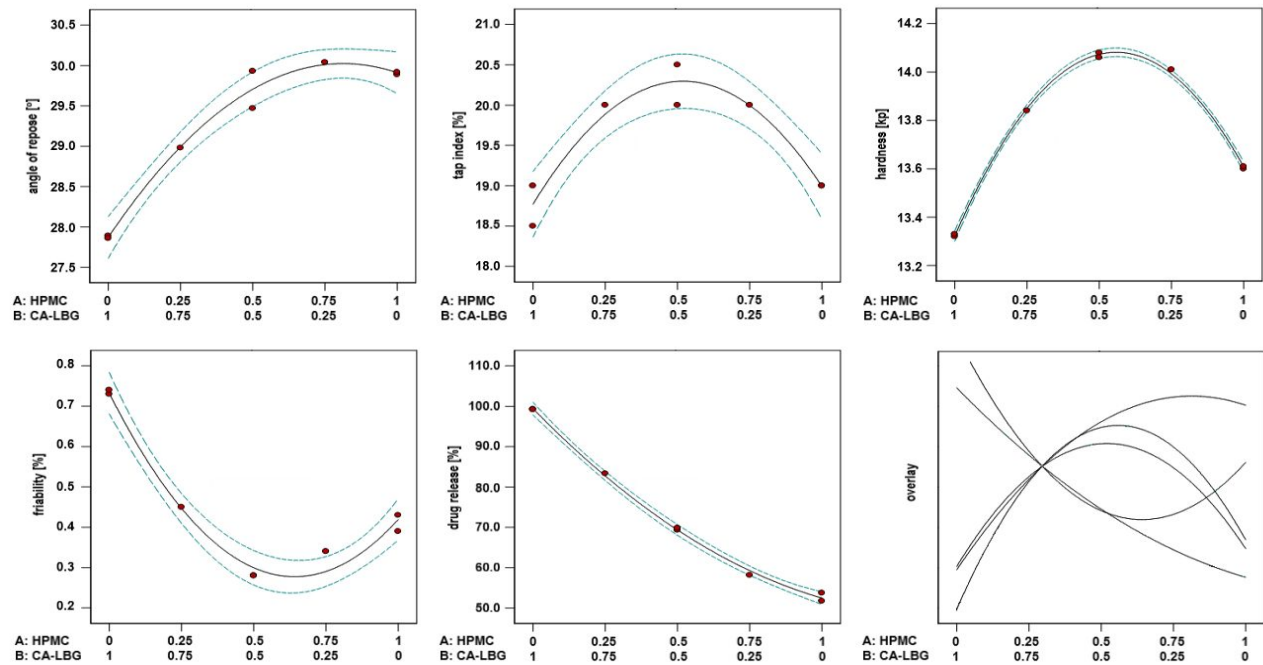 angle of repose [°]
30.5
30.0
29.5
29.0
28.5
28.0
27.5
A: HPMC 0 0.25 0.5 0.75 1
B: CA-LBG 1 0.75 0.5 0.25 0
tap index [%]
21.0
20.5
20.0
19.5
19.0
18.5
18.0
A: HPMC 0 0.25 0.5 0.75 1
B: CA-LBG 1 0.75 0.5 0.25 0
hardness [kp]
14.2
14.0
13.8
13.6
13.4
13.2
A: HPMC 0 0.25 0.5 0.75 1
B: CA-LBG 1 0.75 0.5 0.25 0
friability [%]
0.8
0.7
0.6
0.5
0.4
0.3
0.2
A: HPMC 0 0.25 0.5 0.75 1
B: CA-LBG 1 0.75 0.5 0.25 0
drug release [%]
110.0
100.0
90.0
80.0
70.0
60.0
50.0
A: HPMC 0 0.25 0.5 0.75 1
B: CA-LBG 1 0.75 0.5 0.25 0
overlay
A: HPMC 0 0.25 0.5 0.75 1
B: CA-LBG 1 0.75 0.5 0.25 0